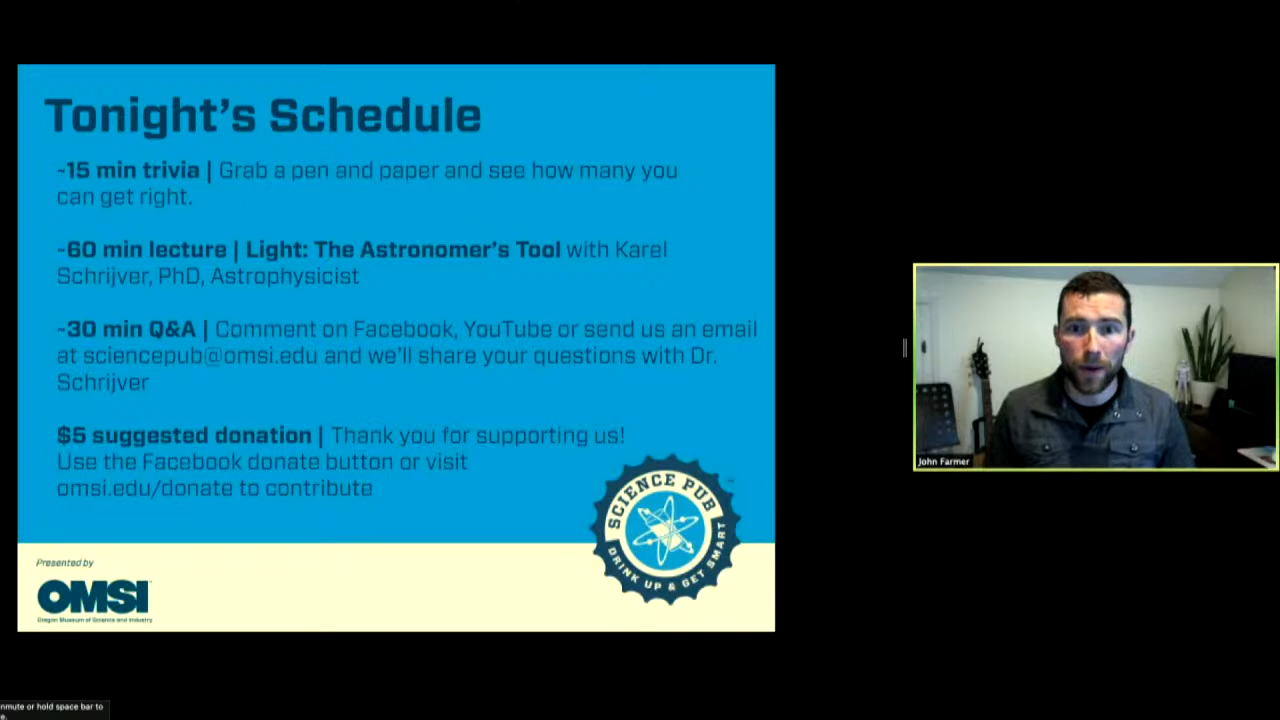 Tonight's Schedule
~15 min trivia | Grab a pen and paper and see how many you
can get right.
~60 min lecture | Light: The Astronomer's Tool with Karel
Schrijver, PhD, Astrophysicist
~30 min Q&A | Comment on Facebook, YouTube or send us an email
at sciencepub@omsi.edu and we'll share your questions with Dr.
Schrijver
$5 suggested donation | Thank you for supporting us!
Use the Facebook donate button or visit
omsi.edu/donate to contribute
SCIENCE PUB
DRINK UP & GET SMART
Presented by
OMSI
Oregon Museum of Science and Industry
John Farmer
nmute or hold space bar to
e.